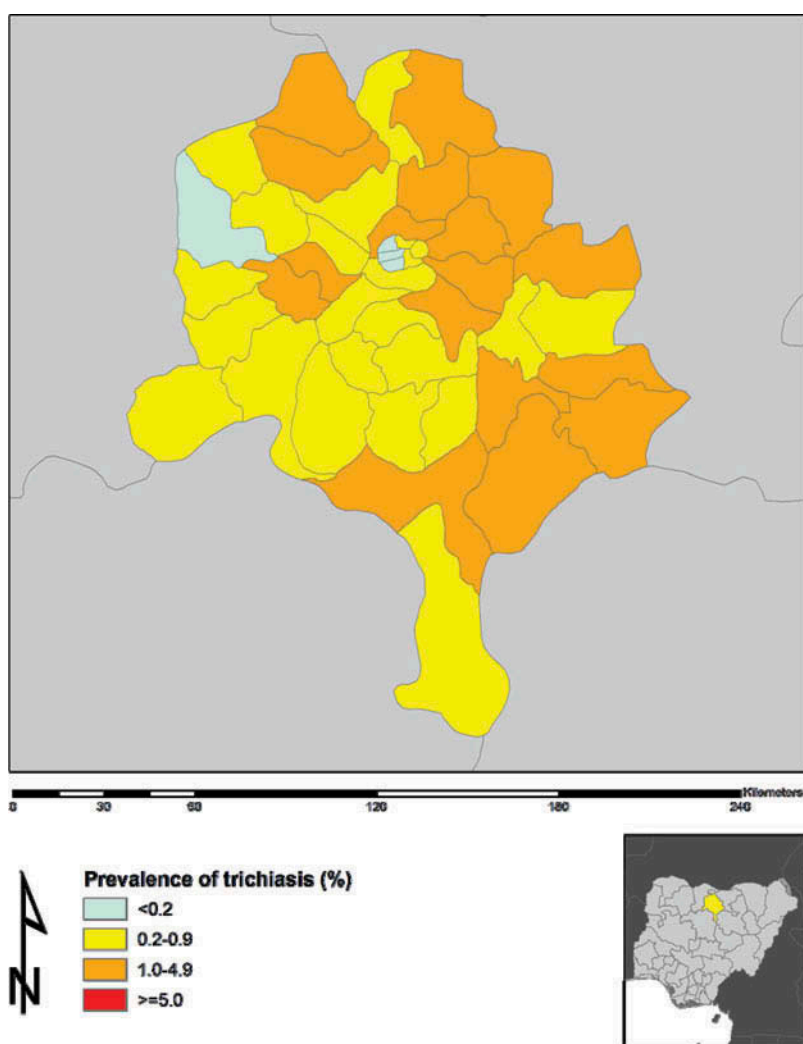 0 30 60 120 180 240 Kilometers
Prevalence of trichiasis (%)
<0.2
0.2-0.9
1.0-4.9
>=5.0
N